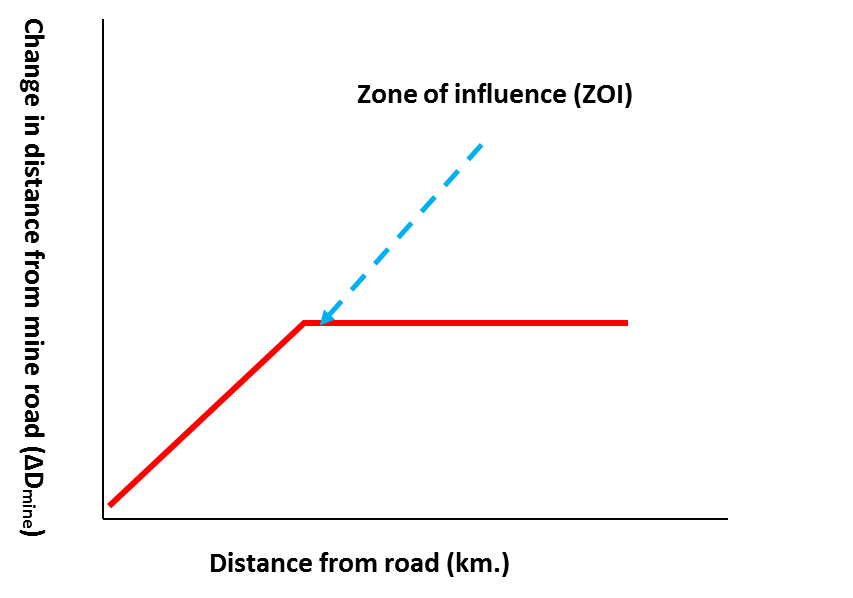 Change in distance from mine road (ΔDmine)
Zone of influence (ZOI)
Distance from road (km.)